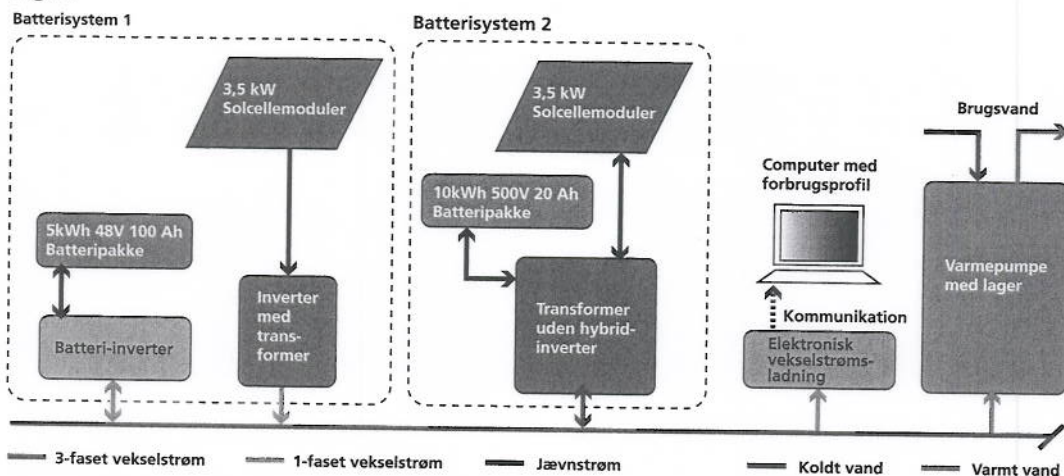 Batterisystem 1
Batterisystem 2
3,5 kW
Solcellemoduler
3,5 kW
Solcellemoduler
Brugsvand
Computer med
forbrugsprofil
10kWh 500V 20 Ah
Batteripakke
5kWh 48V 100 Ah
Batteripakke
Inverter
med
trans-
former
Transformer
uden hybrid-
inverter
Varmepumpe
med lager
Kommunikation
Batteri-inverter
Elektronisk
vekselstrøms-
ladning
3-faset vekselstrøm
1-faset vekselstrøm
Jævnstrøm
Koldt vand
Varmt vand